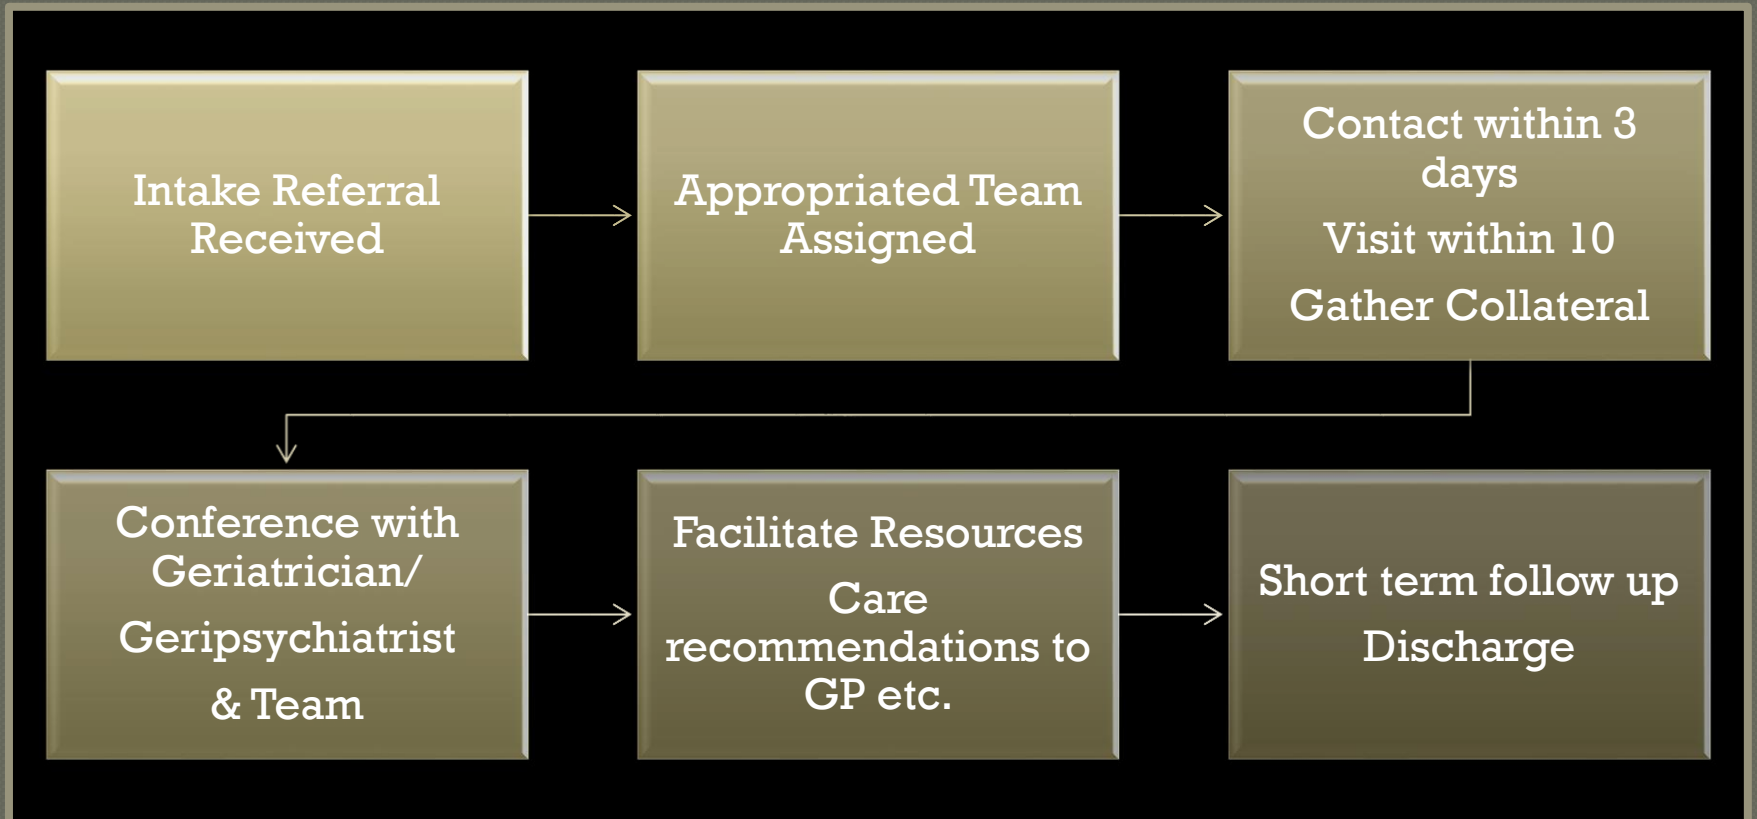 Intake Referral
Received
Appropriated Team
Assigned
Contact within 3
days
Visit within 10
Gather Collateral
Conference with
Geriatrician/
Geripsychiatrist
& Team
Facilitate Resources
Care
recommendations to
GP etc.
Short term follow up
Discharge